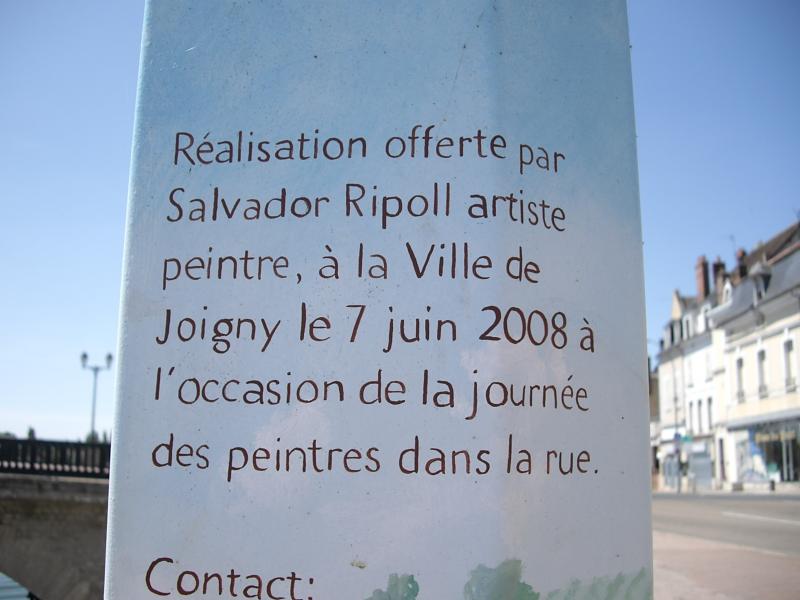 Réalisation offerte par
Salvador Ripoll artiste
peintre, à la Ville de
Joigny le 7 juin 2008 à
l'occasion de la journée
des peintres dans la rue.
Contact: